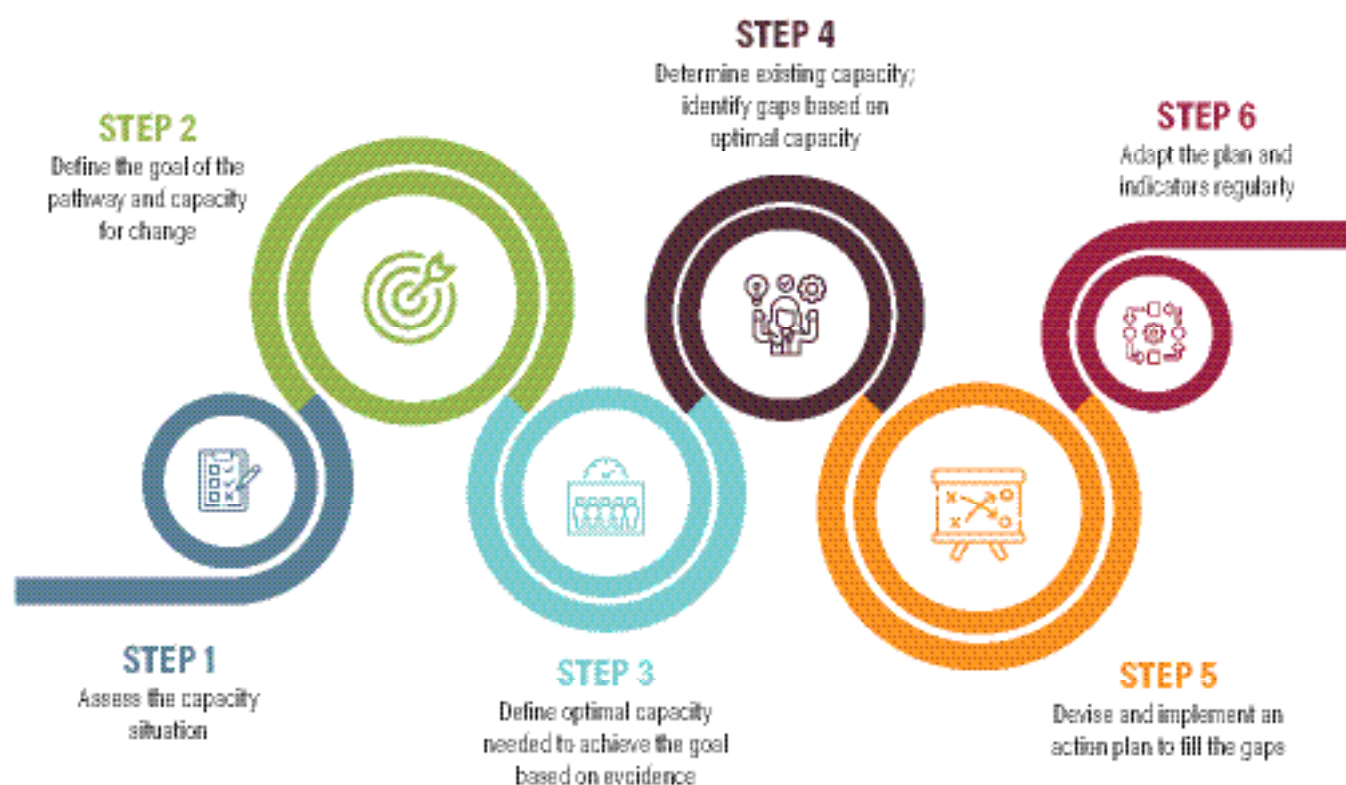 STEP 1
Assess the capacity
situation
STEP 2
Define the goal of the
pathway and capacity
for change
STEP 3
Define optimal capacity
needed to achieve the goal
based on evcidence
STEP 4
Determine existing capacity;
identify gaps based on
optimal capacity
STEP 5
Devise and implement an
action plan to fill the gaps
STEP 6
Adapt the plan and
indicators regularly